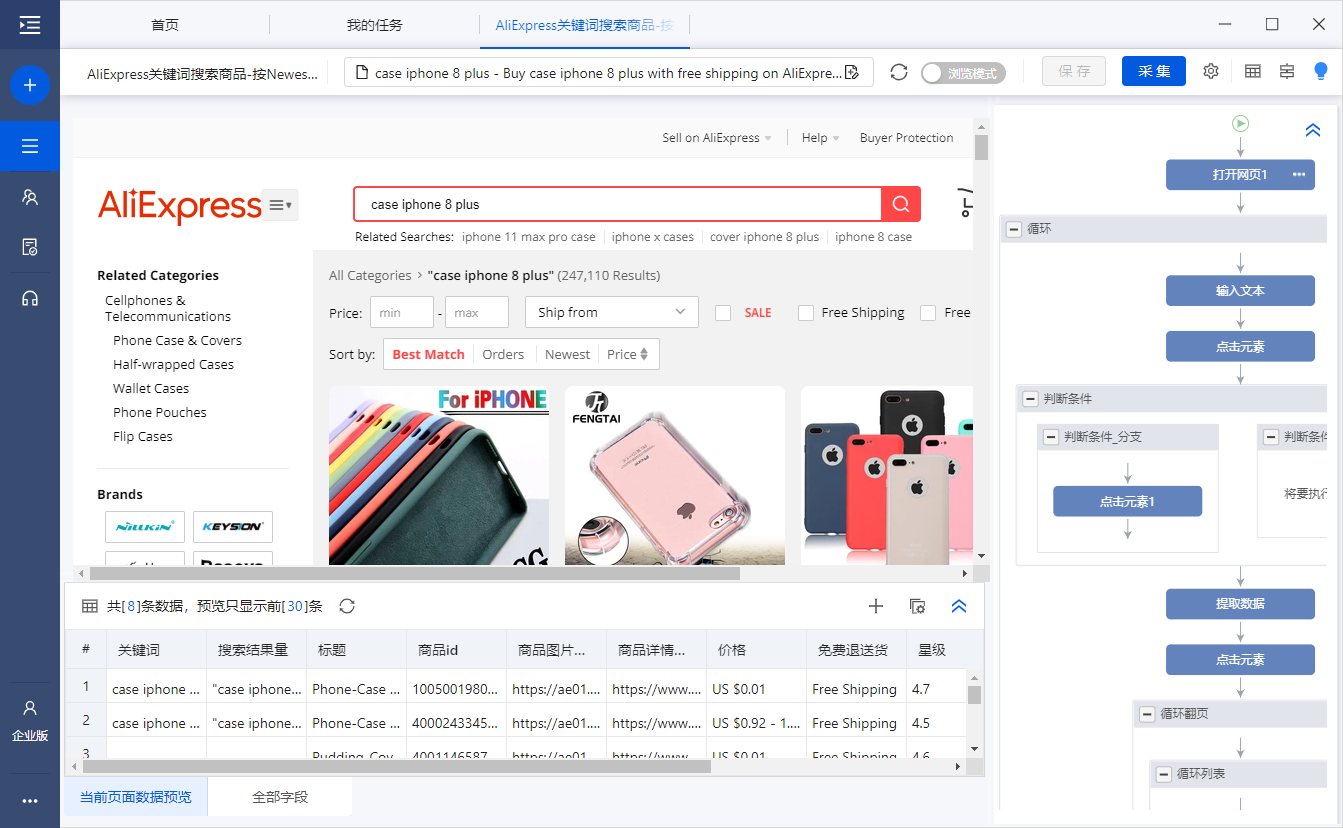 首页
我的任务
AliExpress关键词搜索商品-按
AliExpress关键词搜索商品-按Newes...
case iphone 8 plus - Buy case iphone 8 plus with free shipping on AliExpre...
浏览模式
保存
采集
Sell on AliExpress
Help
Buyer Protection
AliExpress
case iphone 8 plus
Related Searches: iphone 11 max pro case iphone x cases cover iphone 8 plus iphone 8 case
Related Categories
Cellphones &
Telecommunications
Phone Case & Covers
Half-wrapped Cases
Wallet Cases
Phone Pouches
Flip Cases
Brands
NILLKIN
KEYSION
All Categories > "case iphone 8 plus" (247,110 Results)
Price: min - max Ship from SALE Free Shipping Free
Sort by: Best Match Orders Newest Price
For iPHONE
FENGTAI
打开网页1
循环
输入文本
点击元素
判断条件
判断条件_分支
判断条件
点击元素1
将要执行
提取数据
点击元素
循环翻页
循环列表
共[8]条数据，预览只显示前[30]条
# 关键词 搜索结果量 标题 商品id 商品图片... 商品详情... 价格 免费退送货 星级
1 case iphone ... "case iphone... Phone-Case ... 1005001980... https://ae01.... https://www.... US $0.01 Free Shipping 4.7
2 case iphone ... "case iphone... Phone-Case ... 4000243345... https://ae01.... https://www.... US $0.92 - 1.... Free Shipping 4.5
3 Pudding-Cov... 4001146587... https://ae01.... https://www.... US $0.01 Free Shipping 4.6
当前页面数据预览
全部字段
企业版